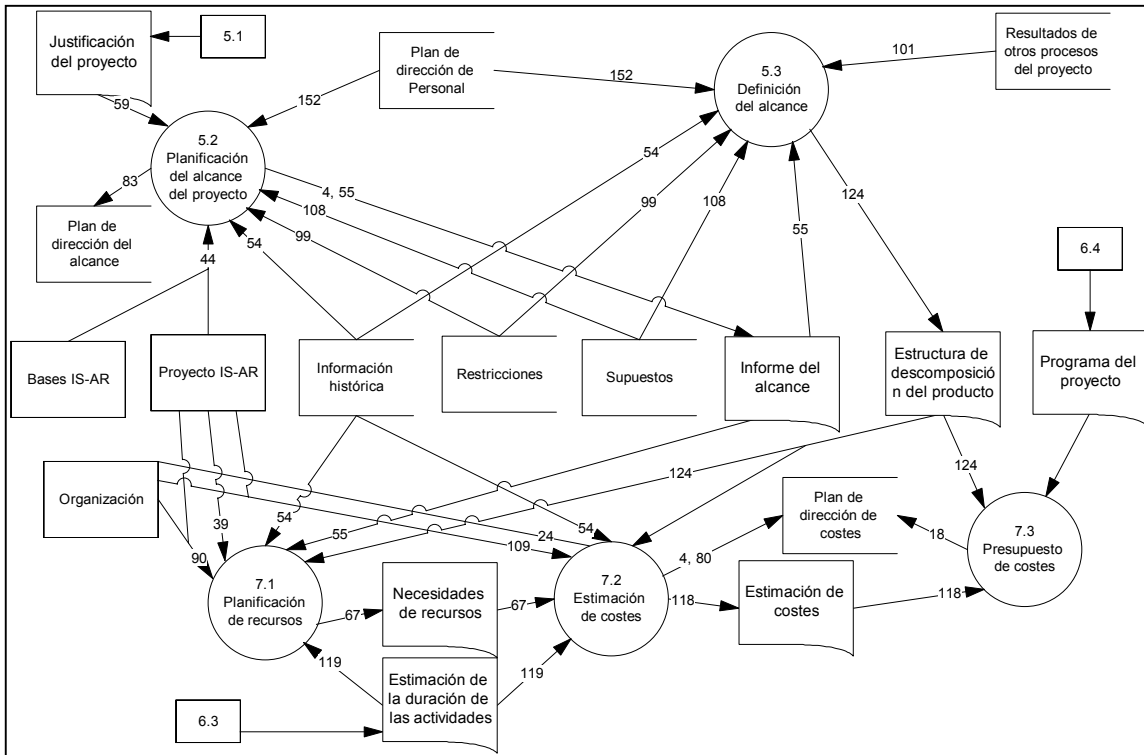 Justificación
del proyecto
5.1
Plan de
dirección de
Personal
152
152
5.3
Definición
del alcance
101
Resultados de
otros procesos
del proyecto
59
5.2
Planificación
del alcance
del proyecto
83
Plan de
dirección del
alcance
4, 55
108
99
54
44
54
99
108
55
124
6.4
Bases IS-AR
Proyecto IS-AR
Información
histórica
Restricciones
Supuestos
Informe del
alcance
Estructura de
descomposició
n del producto
Programa del
proyecto
Organización
90
39
54
55
124
24
109
54
124
Plan de
dirección de
costes
4, 80
18
7.3
Presupuesto
de costes
7.1
Planificación
de recursos
67
Necesidades
de recursos
67
7.2
Estimación
de costes
118
Estimación de
costes
118
119
Estimación de
la duración de
las actividades
119
6.3